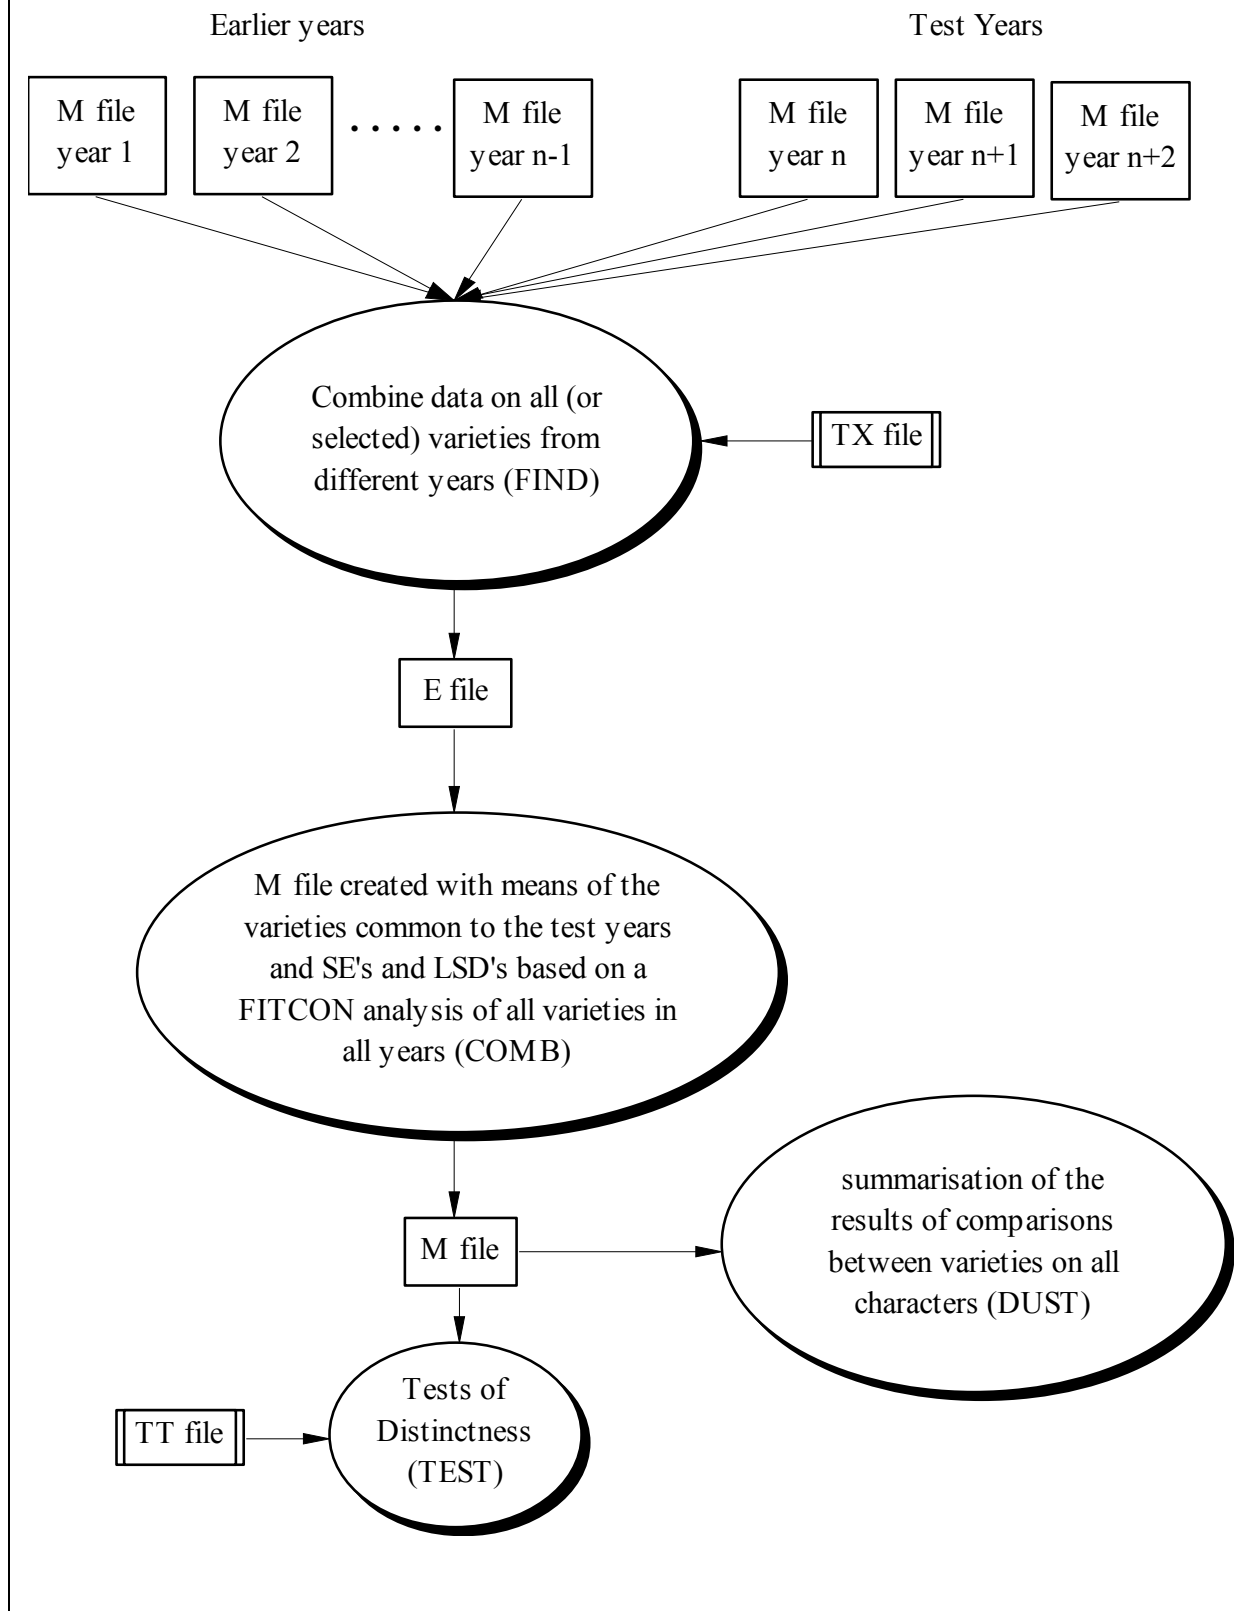 Earlier years
Test Years
M file
year 1
M file
year 2
. . . . .
M file
year n-1
M file
year n
M file
year n+1
M file
year n+2
Combine data on all (or
selected) varieties from
different years (FIND)
TX file
E file
M file created with means of the
varieties common to the test years
and SE's and LSD's based on a
FITCON analysis of all varieties in
all years (COMB)
M file
summarisation of the
results of comparisons
between varieties on all
characters (DUST)
TT file
Tests of
Distinctness
(TEST)